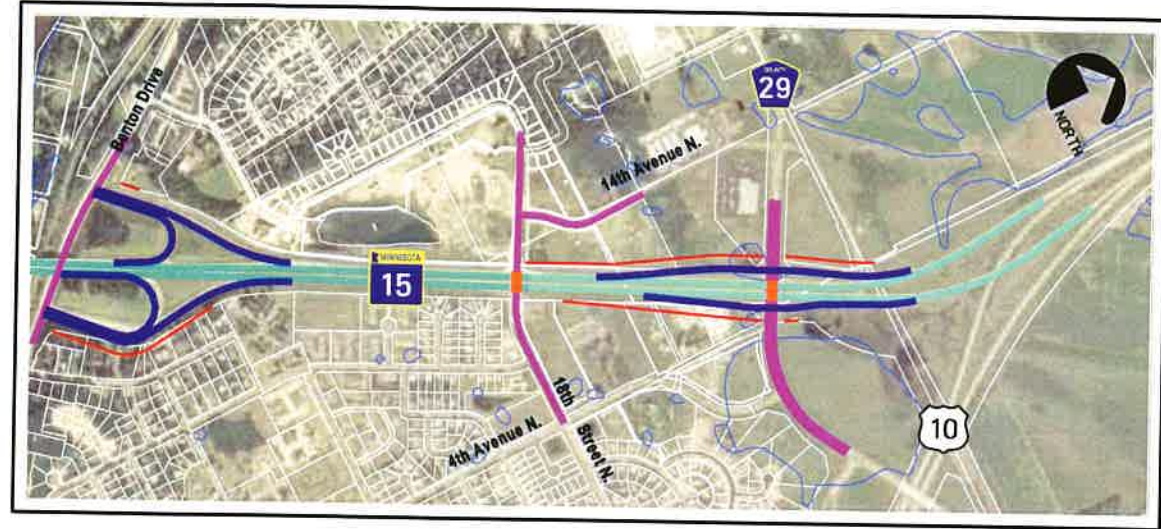 Benton Drive
MINNESOTA
15
18th
Street N.
4th Avenue N.
14th Avenue N.
29
10
NORTH